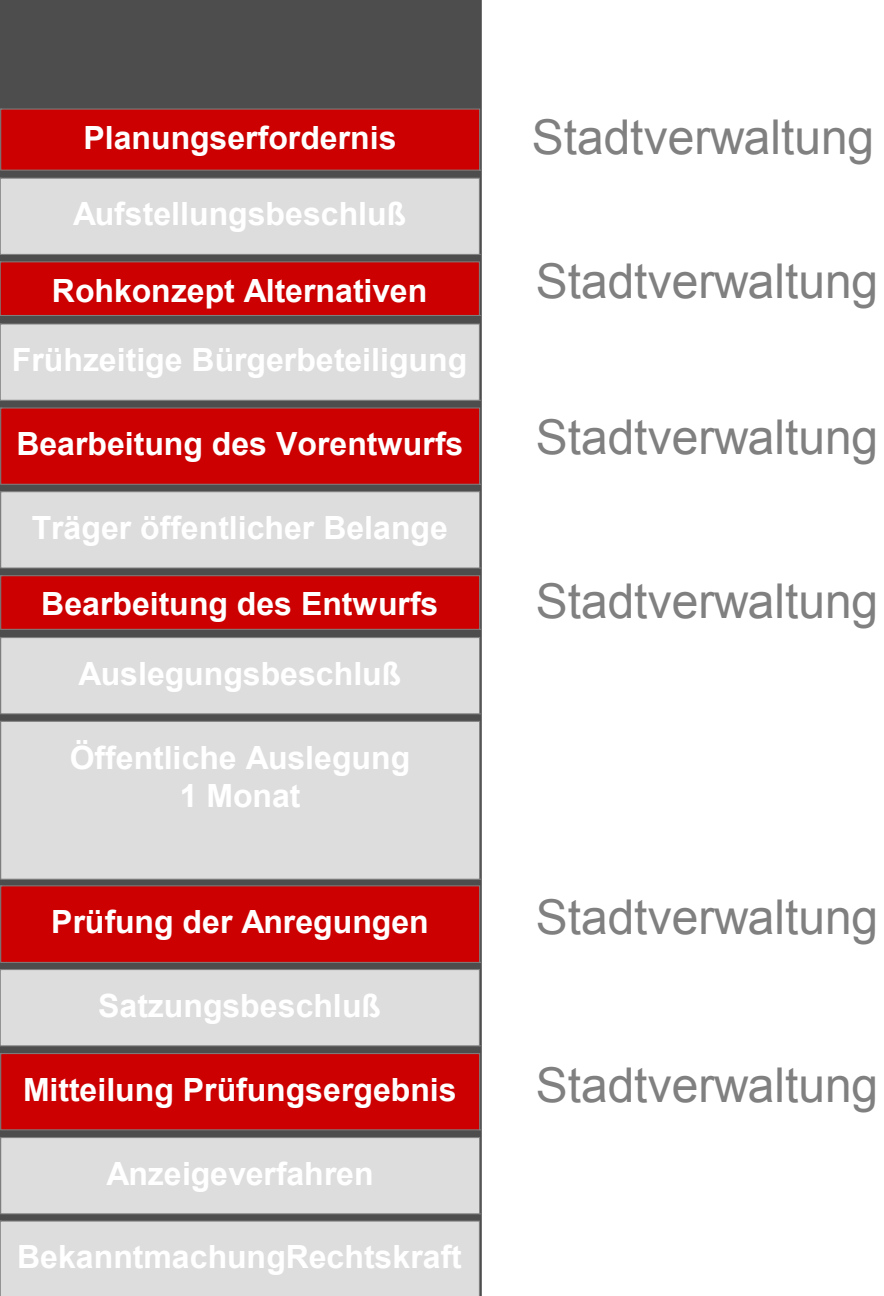 Planungserfordernis
Stadtverwaltung
Aufstellungsbeschluß
Rohkonzept Alternativen
Stadtverwaltung
Frühzeitige Bürgerbeteiligung
Bearbeitung des Vorentwurfs
Stadtverwaltung
Träger öffentlicher Belange
Bearbeitung des Entwurfs
Stadtverwaltung
Auslegungsbeschluß
Öffentliche Auslegung
1 Monat
Prüfung der Anregungen
Stadtverwaltung
Satzungsbeschluß
Mitteilung Prüfungsergebnis
Stadtverwaltung
Anzeigeverfahren
BekanntmachungRechtskraft